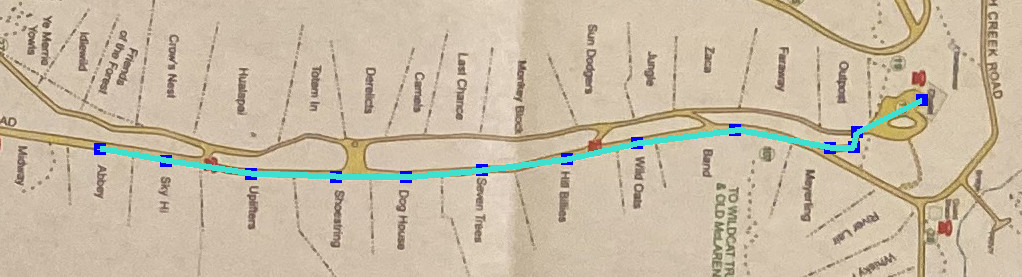 Ye Merrie
Yowls
Idlewild
Friends
of the Forest
Crow's Nest
Hualapai
Totem In
Derelicts
Camels
Last Chance
Monkey Block
Sun Dodgers
Jungle
Zaca
Faraway
Outpost
H CREEK ROAD
AD
Midway
Abbey
Sky Hi
Uplifters
Shoestring
Dog House
Seven Trees
Hill Billies
Wild Oats
Band
TO WILDCAT TR
& OLD McLAREN
Meyerling
River Lair
Whisky